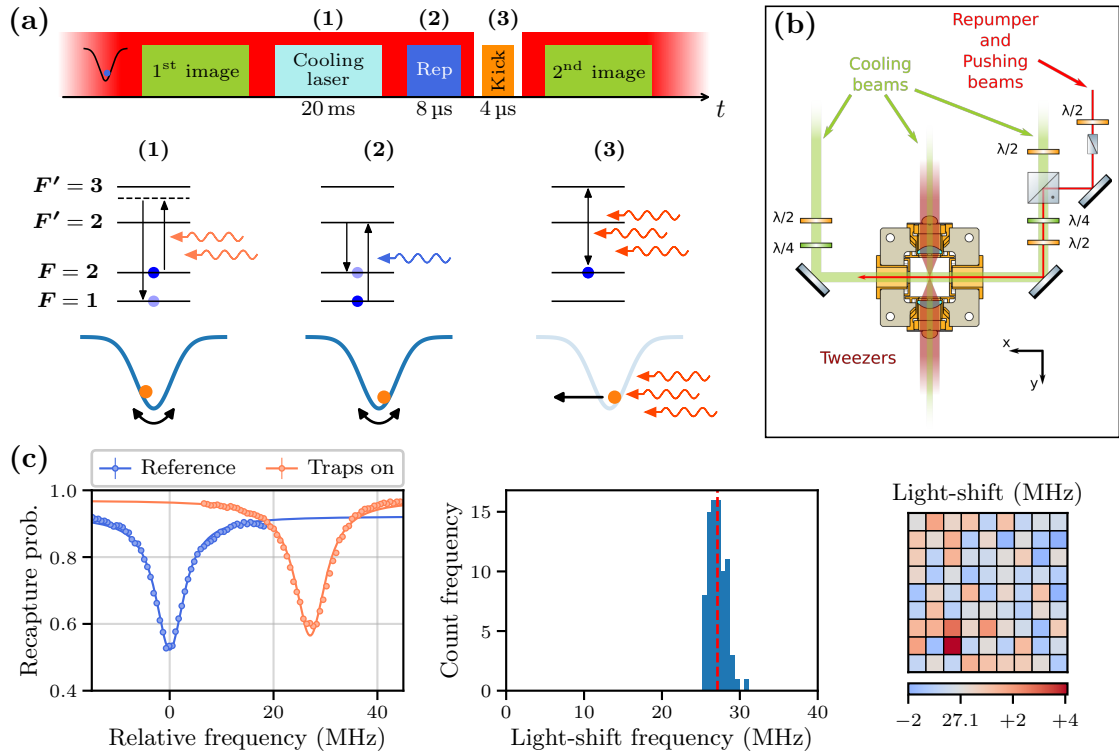 (a)
(1)
(2)
(3)
1st image
Cooling
laser
Rep
Kick
2nd image
20 ms
8 µs
4 µs
t
(1)
(2)
(3)
F′ = 3
F′ = 2
F = 2
F = 1
(b)
Repumper
and
Pushing
beams
Cooling
beams
λ/2
λ/2
λ/2
λ/4
λ/4
λ/2
Tweezers
x
y
(c)
Reference
Traps on
Recapture prob.
1.0
0.8
0.6
0.4
0
20
40
Relative frequency (MHz)
Count frequency
15
10
5
0
0
10
20
30
40
Light-shift frequency (MHz)
Light-shift (MHz)
−2
27.1
+2
+4